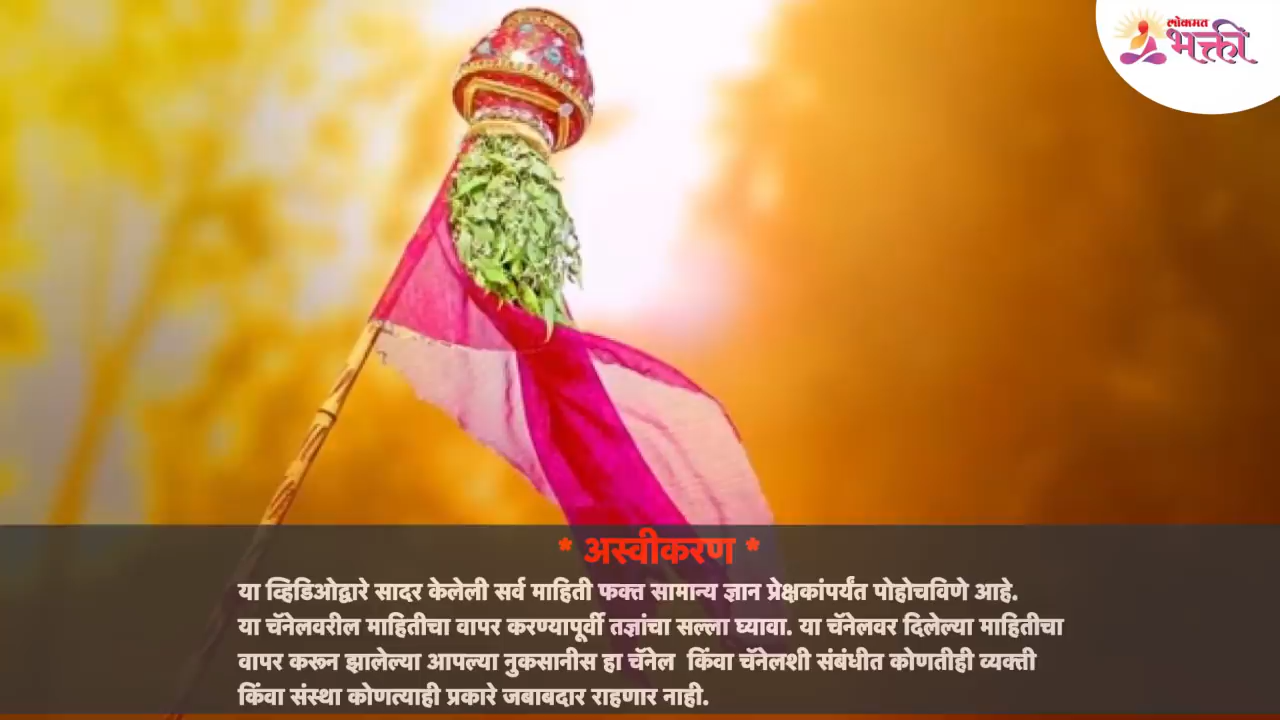 लोकमत
भक्ती
* अस्वीकरण *
या व्हिडिओद्वारे सादर केलेली सर्व माहिती फक्त सामान्य ज्ञान प्रेक्षकांपर्यंत पोहोचविणे आहे.
या चॅनेलवरील माहितीचा वापर करण्यापूर्वी तज्ञांचा सल्ला घ्यावा. या चॅनेलवर दिलेल्या माहितीचा
वापर करून झालेल्या आपल्या नुकसानीस हा चॅनेल किंवा चॅनेलशी संबंधीत कोणतीही व्यक्ती
किंवा संस्था कोणत्याही प्रकारे जबाबदार राहणार नाही.